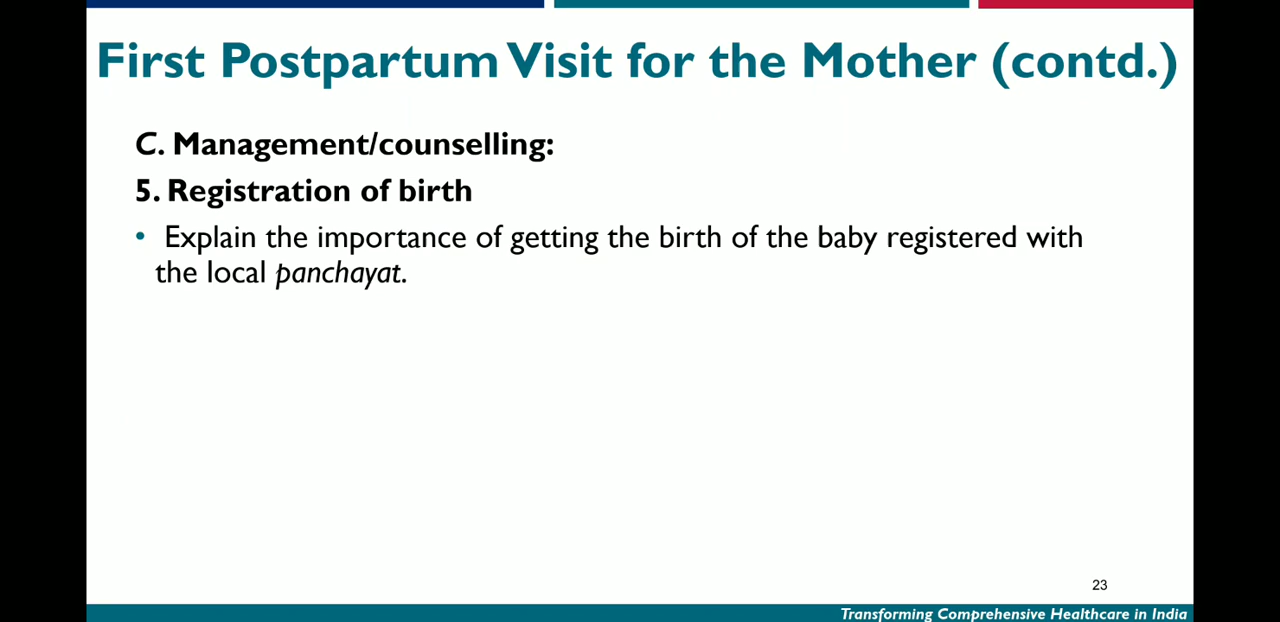 First Postpartum Visit for the Mother (contd.)
C. Management/counselling:
5. Registration of birth
• Explain the importance of getting the birth of the baby registered with
the local panchayat.
23
Transforming Comprehensive Healthcare in India